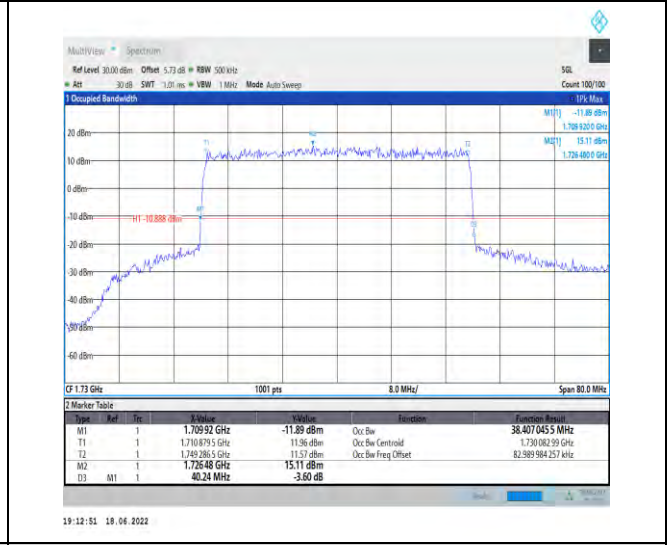 MultiView Spectrum
Ref Level 30.00 dBm Offset 5.73 dB RBW 500 kHz SGL
Att 30 dB SWT 1.01 ms VBW 1 MHz Mode Auto Sweep Count 100/100
1 Occupied Bandwidth 1Pk Max
M1[1] -11.89 dBm
1.709 920 0 GHz
M2[1] 15.11 dBm
1.726 480 0 GHz
20 dBm
T1
T2
10 dBm
0 dBm
M1
-10 dBm
H1 -10.888 dBm
-20 dBm
-30 dBm
-40 dBm
-50 dBm
-60 dBm
CF 1.73 GHz 1001 pts 8.0 MHz/ Span 80.0 MHz
2 Marker Table
Type Ref Trc X-Value Y-Value Function Function Result
M1 1 1.709 92 GHz -11.89 dBm Occ Bw 38.407 045 5 MHz
T1 1 1.710 879 5 GHz 11.96 dBm Occ Bw Centroid 1.730 082 99 GHz
T2 1 1.749 286 5 GHz 11.57 dBm Occ Bw Freq Offset 82.989 984 257 kHz
M2 1 1.726 48 GHz 15.11 dBm
D3 M1 1 40.24 MHz -3.60 dB
19:12:51 18.06.2022